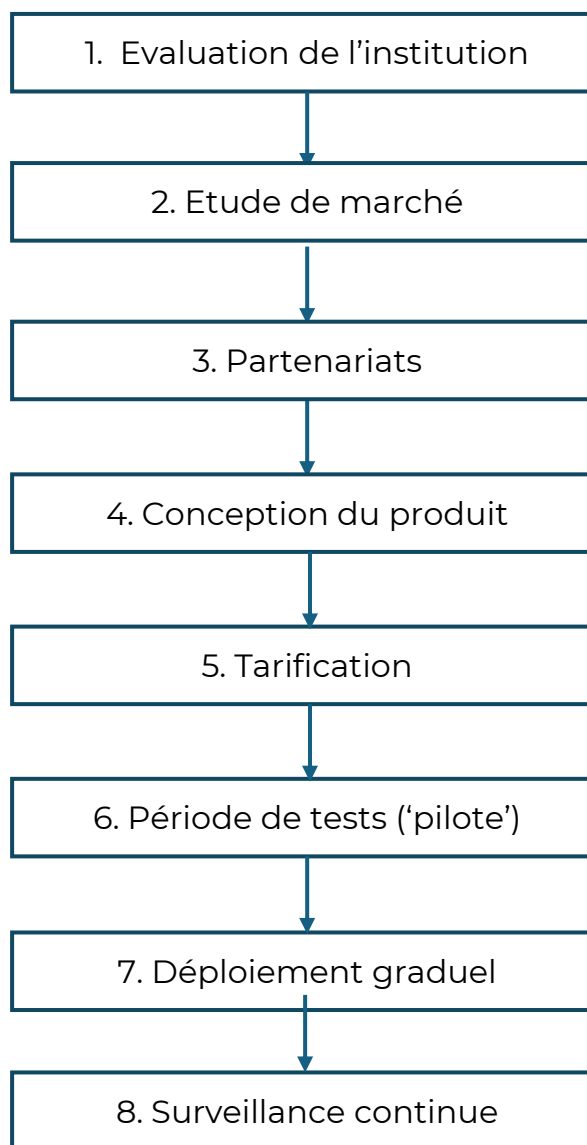 1. Evaluation de l’institution
2. Etude de marché
3. Partenariats
4. Conception du produit
5. Tarification
6. Période de tests (‘pilote’)
7. Déploiement graduel
8. Surveillance continue